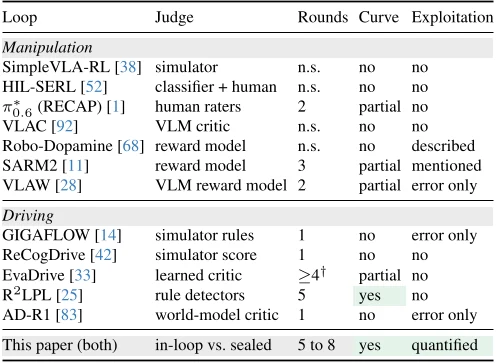 Loop Judge Rounds Curve Exploitation
Manipulation
SimpleVLA-RL [38] simulator n.s. no no
HIL-SERL [52] classifier + human n.s. no no
π*0.6 (RECAP) [1] human raters 2 partial no
VLAC [92] VLM critic n.s. no no
Robo-Dopamine [68] reward model n.s. no described
SARM2 [11] reward model 3 partial mentioned
VLAW [28] VLM reward model 2 partial error only
Driving
GIGAFLOW [14] simulator rules 1 no error only
ReCogDrive [42] simulator score 1 no no
EvaDrive [33] learned critic ≥4† partial no
R²LPL [25] rule detectors 5 yes no
AD-R1 [83] world-model critic 1 no error only
This paper (both) in-loop vs. sealed 5 to 8 yes quantified